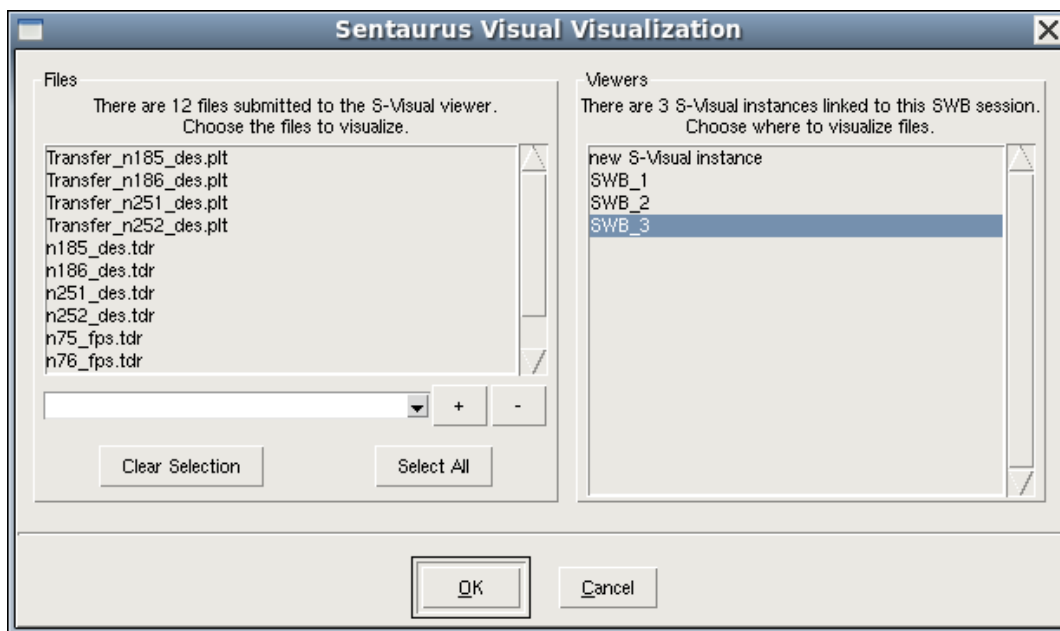 Sentaurus Visual Visualization
Files
There are 12 files submitted to the S-Visual viewer.
Choose the files to visualize.
Transfer_n185_des.plt
Transfer_n186_des.plt
Transfer_n251_des.plt
Transfer_n252_des.plt
n185_des.tdr
n186_des.tdr
n251_des.tdr
n252_des.tdr
n75_fps.tdr
n76_fps.tdr
+ -
Clear Selection Select All
Viewers
There are 3 S-Visual instances linked to this SWB session.
Choose where to visualize files.
new S-Visual instance
SWB_1
SWB_2
SWB_3
OK Cancel